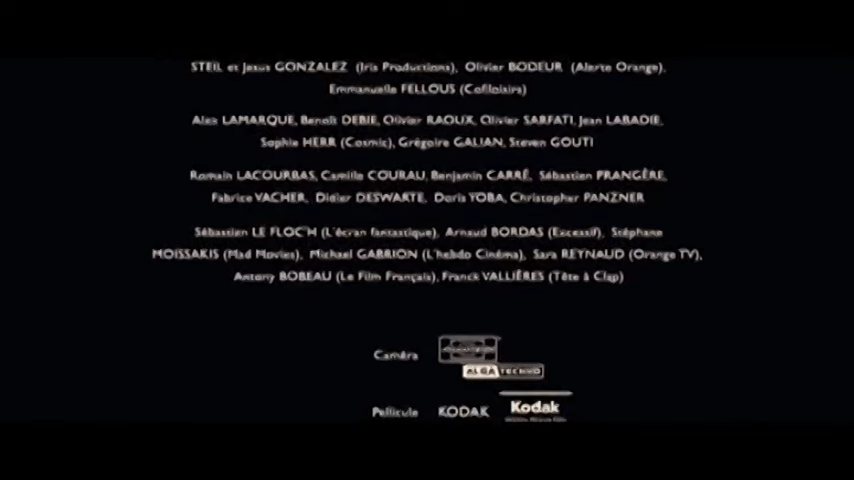 STEIL et Jesus GONZALEZ (Iris Productions), Olivier BODEUR (Alerte Orange),
Emmanuelle FELLOUS (Cofiloisirs)
Alex LAMARQUE, Benoît DEBIE, Olivier RAOUX, Olivier SARFATI, Jean LABADIE,
Sophie HERR (Cosmic), Grégoire GALIAN, Steven GOUTI
Romain LACOURBAS, Camille COURAU, Benjamin CARRÉ, Sébastien PRANGÈRE,
Fabrice VACHER, Didier DESWARTE, Doris YOBA, Christopher PANZNER
Sébastien LE FLOC'H (L'écran fantastique), Arnaud BORDAS (Excessif), Stéphane
MOÏSSAKIS (Mad Movies), Michael GABRION (L'hebdo Cinéma), Sara REYNAUD (Orange TV),
Antony BOBEAU (Le Film Français), Franck VALLIÈRES (Tête à Clap)
Caméra
ALGA TECHNO
Pellicule KODAK Kodak